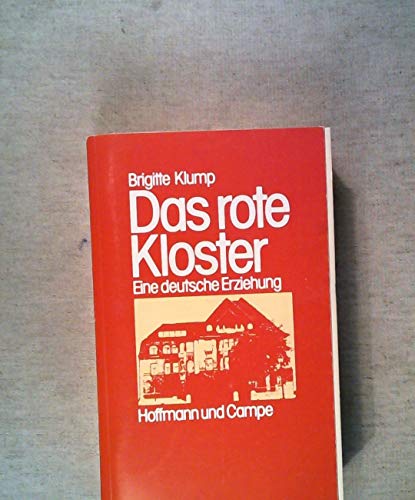 Brigitte Klump
Das rote
Kloster
Eine deutsche Erziehung
Hoffmann und Campe